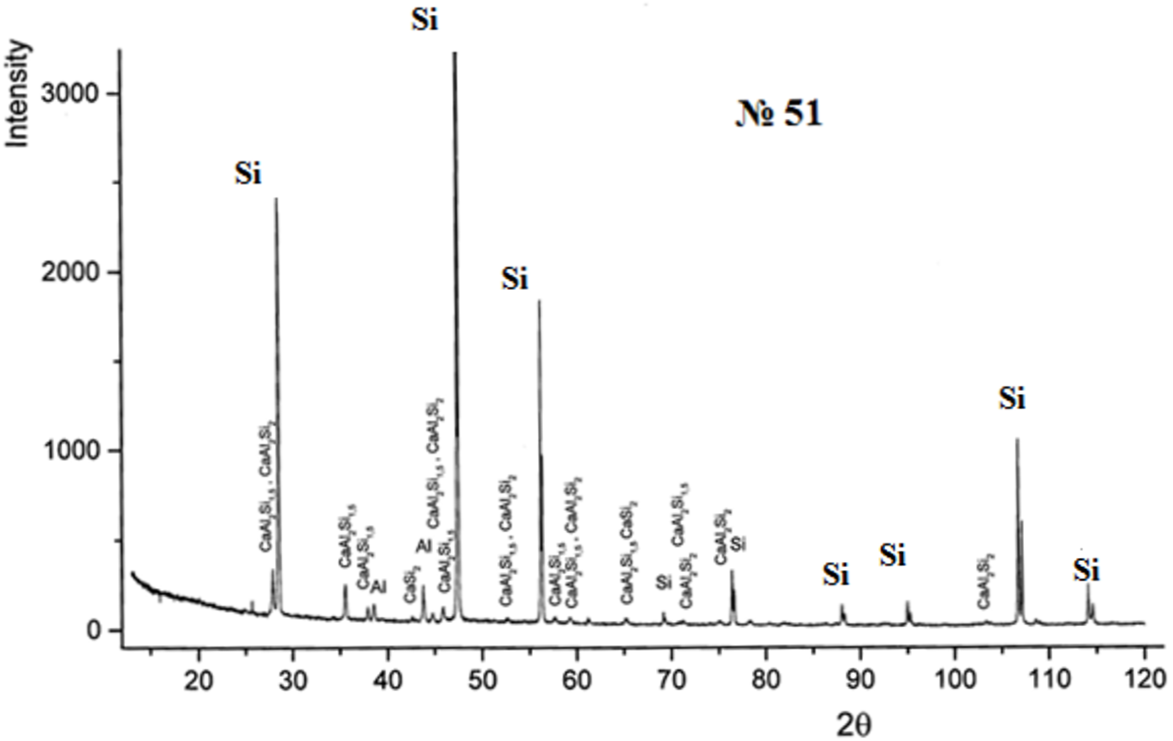 Intensity
3000
2000
1000
0
№ 51
Si
Si
Si
Si
Si
Si
Si
CaAl₂Si₁,₅, CaAl₂Si₂
CaAl₂Si₁,₅
CaAl₂Si₁,₅
Al
CaSi₂
Al
CaAl₂Si₁,₅, CaAl₂Si₂
CaAl₂Si₁,₅
CaAl₂Si₁,₅, CaAl₂Si₂
CaAl₂Si₁,₅
CaAl₂Si₁,₅, CaAl₂Si₂
CaAl₂Si₁,₅ CaSi₂
Si
CaAl₂Si₁,₅
CaAl₂Si₂
CaAl₂Si₂
Si
CaAl₂Si₂
20 30 40 50 60 70 80 90 100 110 120
2θ